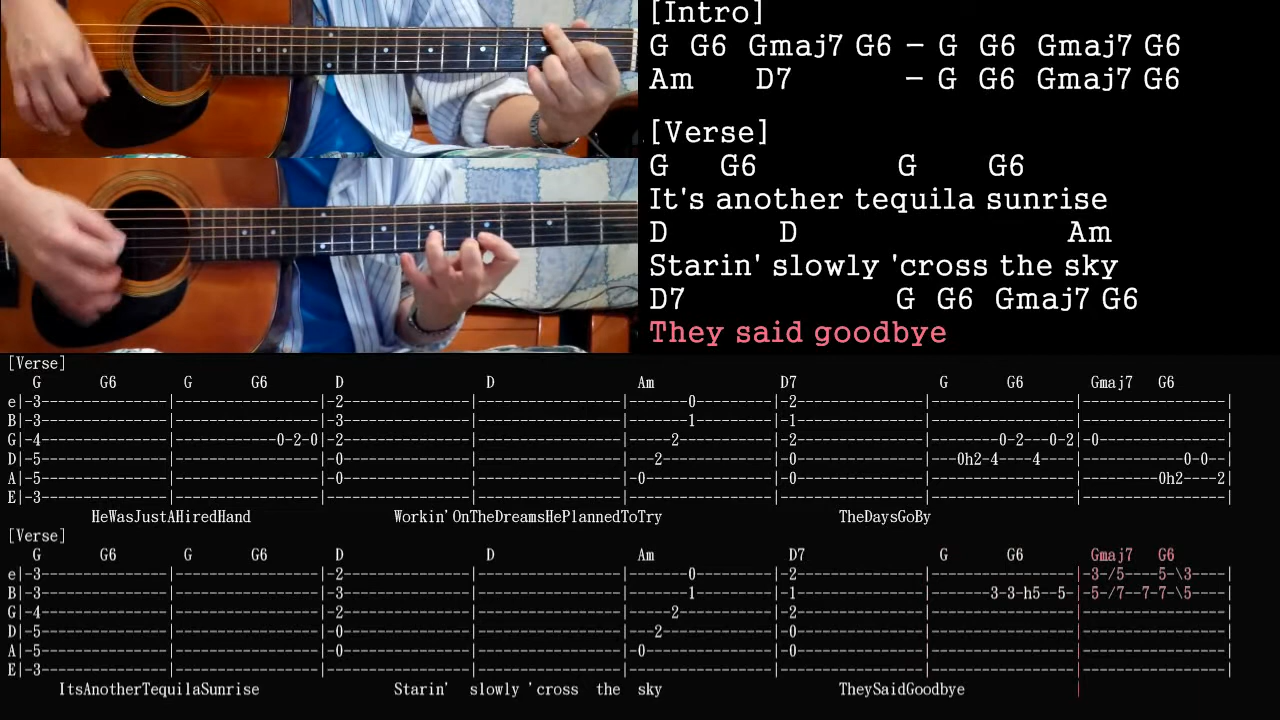 [Intro]
G G6 Gmaj7 G6 — G G6 Gmaj7 G6
Am D7 — G G6 Gmaj7 G6
[Verse]
G G6 G G6
It's another tequila sunrise
D D Am
Starin' slowly 'cross the sky
D7 G G6 Gmaj7 G6
They said goodbye
[Verse]
G G6 G G6 D D Am D7 G G6 Gmaj7 G6
e|-3---------------|-----------------|-2---------------|-----------------|-------0---------|-2---------------|-----------------|-----------------|
B|-3---------------|-----------------|-3---------------|-----------------|-------1---------|-1---------------|-----------------|-----------------|
G|-4---------------|------------0-2-0|-2---------------|-----------------|-----2-----------|-2---------------|--------0-2---0-2|-0---------------|
D|-5---------------|-----------------|-0---------------|-----------------|---2-------------|-0---------------|---0h2-4----4----|-----------0-0---|
A|-5---------------|-----------------|-0---------------|-----------------|-0---------------|-0---------------|-----------------|--------0h2----2|
E|-3---------------|-----------------|-----------------|-----------------|-----------------|-----------------|-----------------|-----------------|
HeWasJustAHiredHand Workin'OnTheDreamsHePlannedToTry TheDaysGoBy
[Verse]
G G6 G G6 D D Am D7 G G6 Gmaj7 G6
e|-3---------------|-----------------|-2---------------|-----------------|-------0---------|-2---------------|-----------------|-3-/5----5-\3----|
B|-3---------------|-----------------|-3---------------|-----------------|-------1---------|-1---------------|-------3-3-h5--5-|-5-/7--7-7-\5----|
G|-4---------------|-----------------|-2---------------|-----------------|-----2-----------|-2---------------|-----------------|-----------------|
D|-5---------------|-----------------|-0---------------|-----------------|---2-------------|-0---------------|-----------------|-----------------|
A|-5---------------|-----------------|-0---------------|-----------------|-0---------------|-0---------------|-----------------|-----------------|
E|-3---------------|-----------------|-----------------|-----------------|-----------------|-----------------|-----------------|-----------------|
ItsAnotherTequilaSunrise Starin' slowly 'cross the sky TheySaidGoodbye